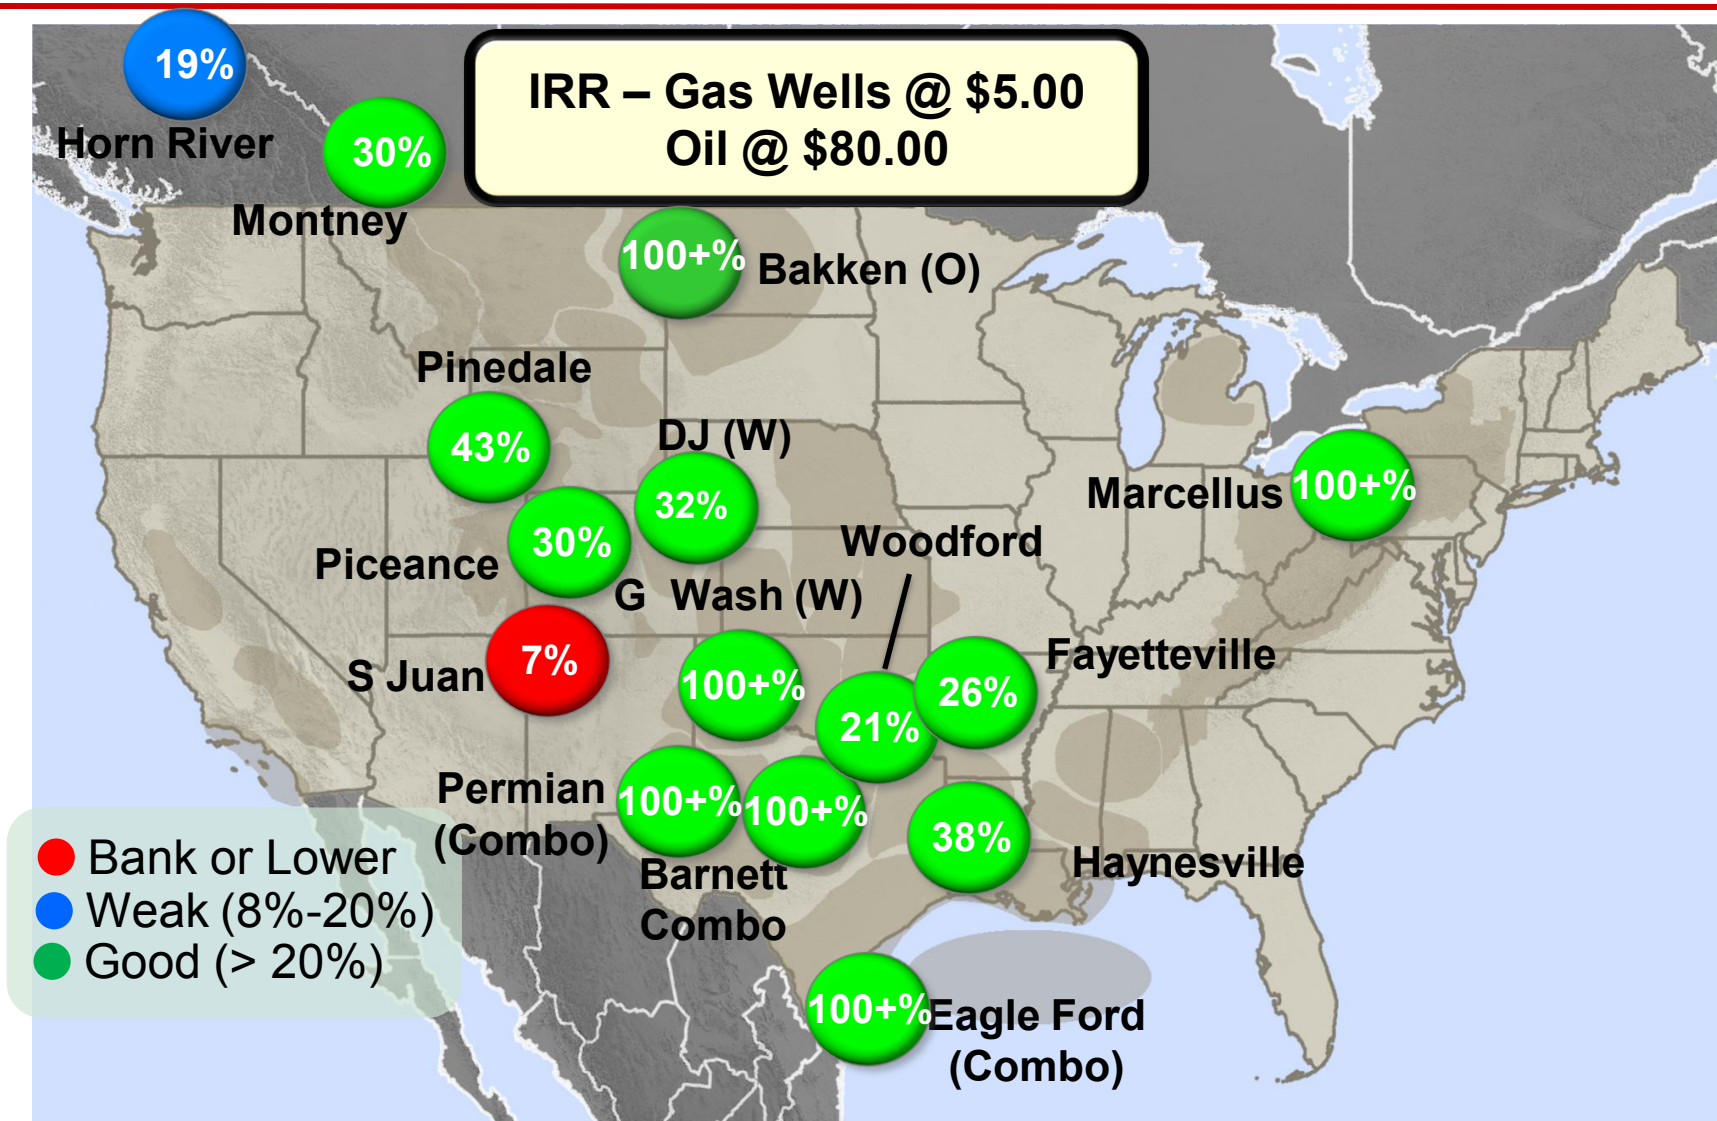 IRR – Gas Wells @ $5.00
Oil @ $80.00
19%
Horn River
30%
Montney
100+%
Bakken (O)
Pinedale
43%
DJ (W)
32%
Marcellus
100+%
Piceance
30%
Woodford
G Wash (W)
S Juan
7%
100+%
21%
26%
Fayetteville
Permian
(Combo)
100+%
100+%
Barnett
Combo
38%
Haynesville
Bank or Lower
Weak (8%-20%)
Good (> 20%)
100+%
Eagle Ford
(Combo)